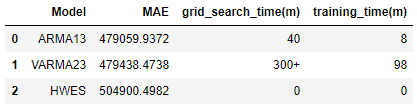 Model MAE grid_search_time(m) training_time(m)
0 ARMA13 479059.9372 40 8
1 VARMA23 479438.4738 300+ 98
2 HWES 504900.4982 0 0